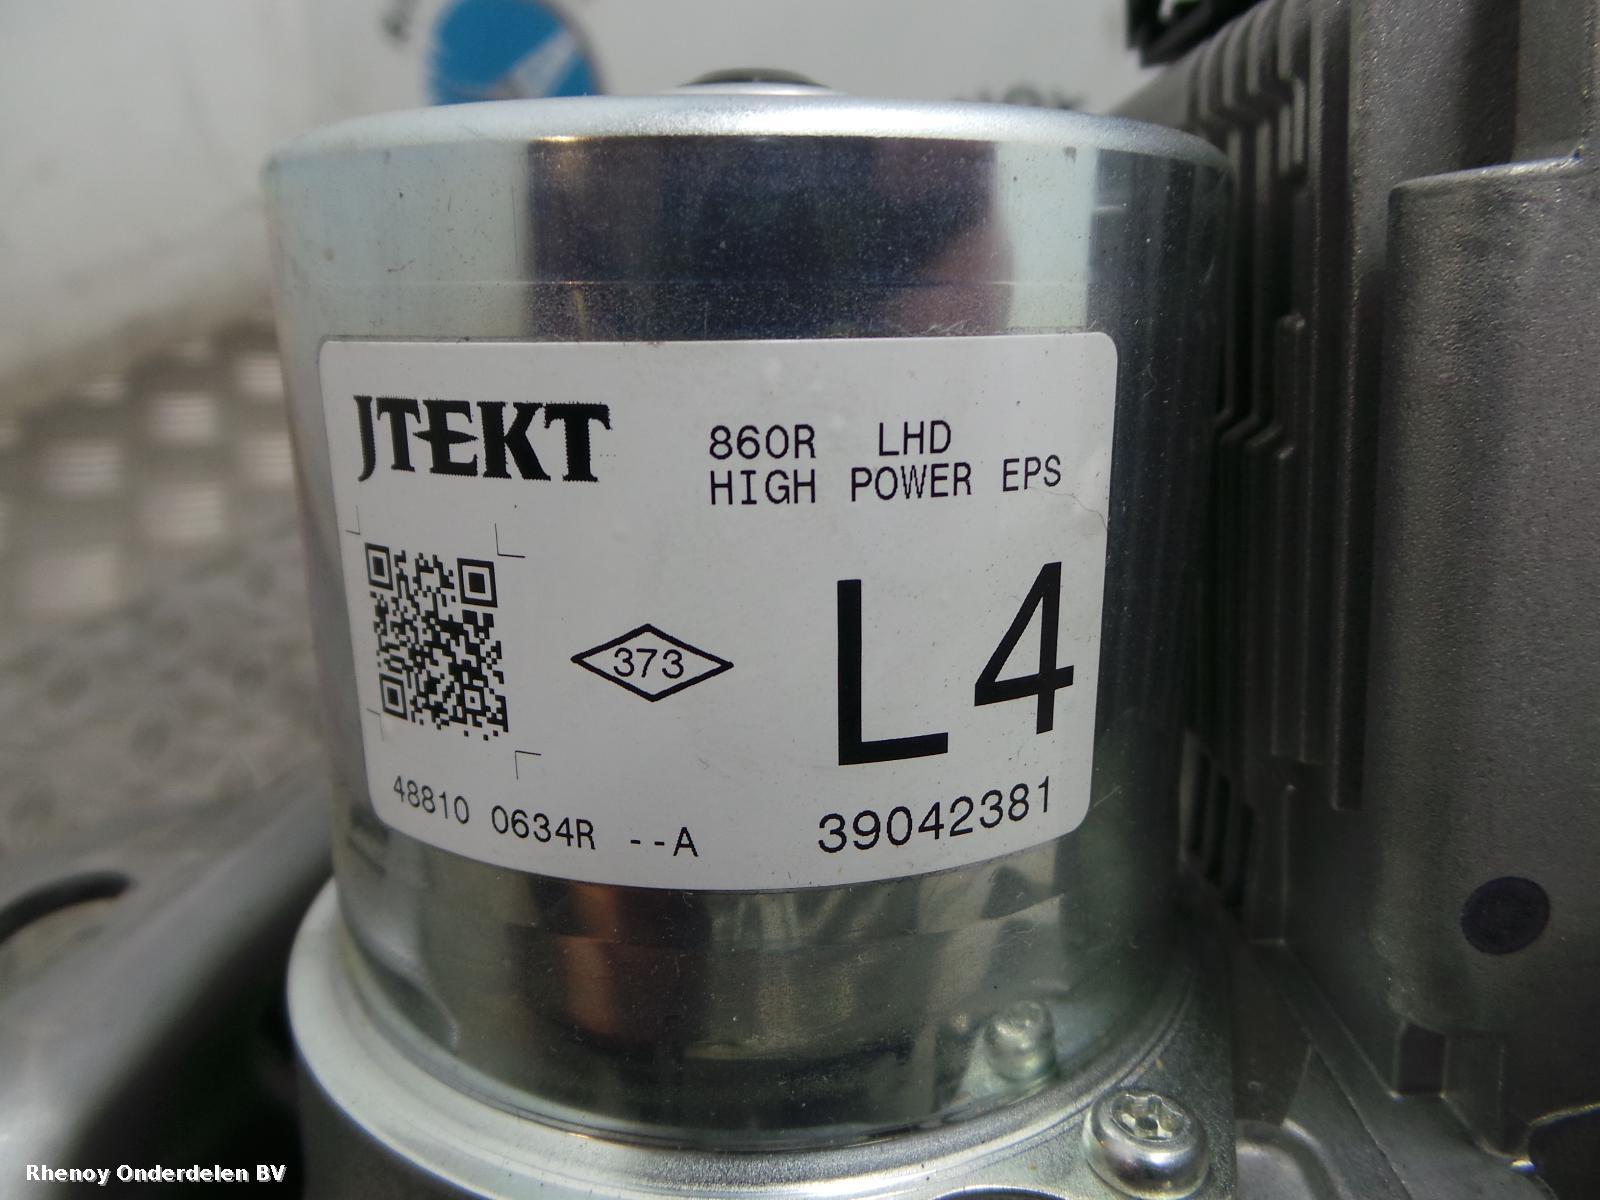 JTEKT
860R LHD
HIGH POWER EPS
373
L4
48810 0634R --A
39042381
Rhenoy Onderdelen BV